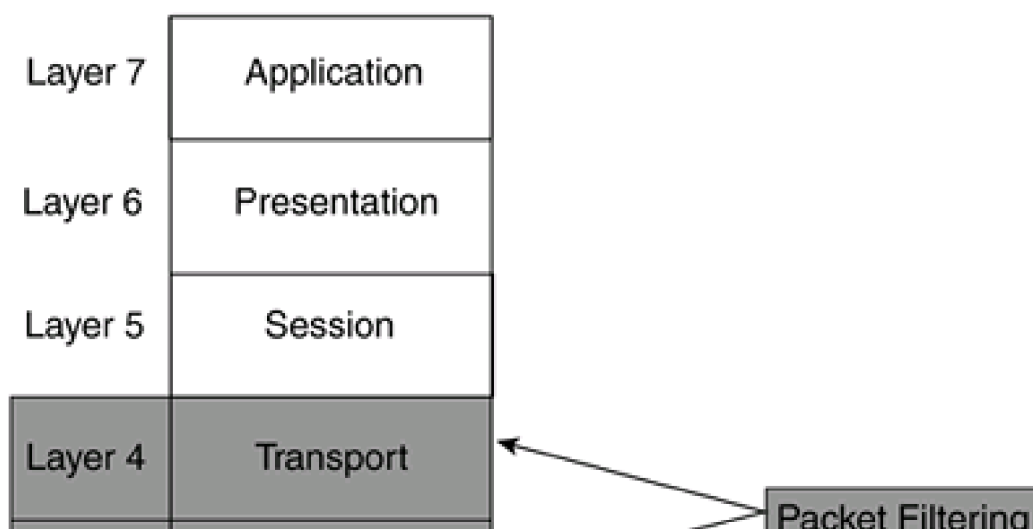 Layer 7 Application
Layer 6 Presentation
Layer 5 Session
Layer 4 Transport
Packet Filtering